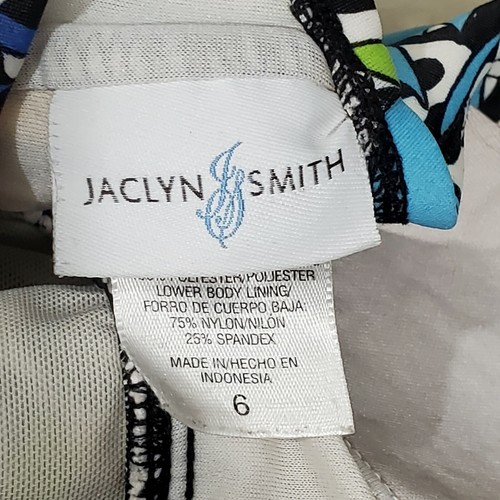 JACLYN SMITH
POLYESTER/POLIESTER
LOWER BODY LINING/
FORRO DE CUERPO BAJA:
75% NYLON/NILÓN
25% SPANDEX
MADE IN/HECHO EN
INDONESIA
6